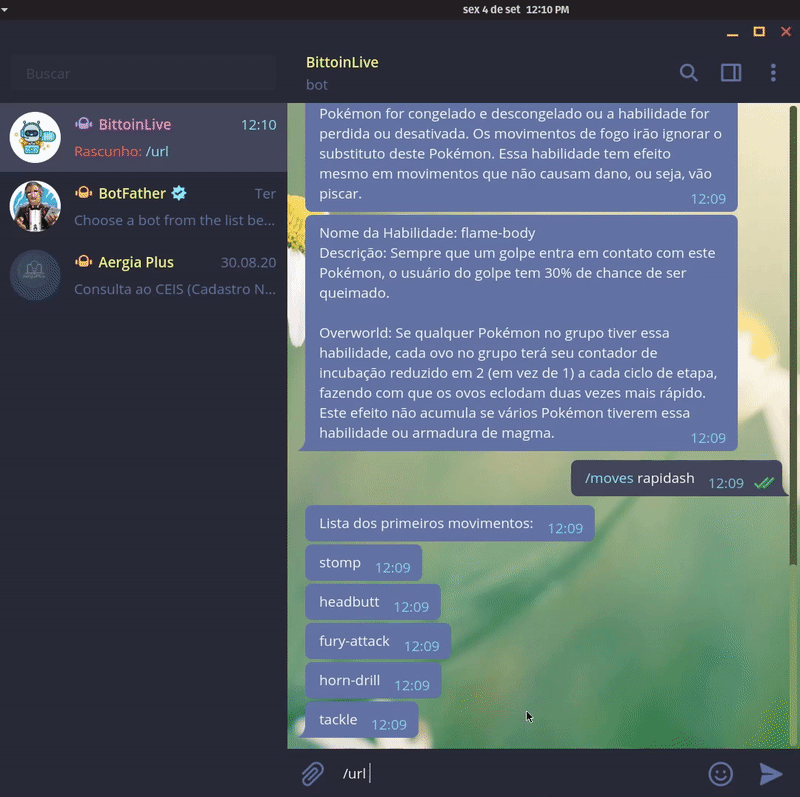 sex 4 de set 12:10 PM
Buscar
BittoinLive
12:10
Rascunho: /url
BotFather
Ter
Choose a bot from the list be...
Aergia Plus
30.08.20
Consulta ao CEIS (Cadastro N...
BittoinLive
bot
Pokémon for congelado e descongelado ou a habilidade for
perdida ou desativada. Os movimentos de fogo irão ignorar o
substituto deste Pokémon. Essa habilidade tem efeito
mesmo em movimentos que não causam dano, ou seja, vão
piscar.
12:09
Nome da Habilidade: flame-body
Descrição: Sempre que um golpe entra em contato com este
Pokémon, o usuário do golpe tem 30% de chance de ser
queimado.
Overworld: Se qualquer Pokémon no grupo tiver essa
habilidade, cada ovo no grupo terá seu contador de
incubação reduzido em 2 (em vez de 1) a cada ciclo de etapa,
fazendo com que os ovos eclodam duas vezes mais rápido.
Este efeito não acumula se vários Pokémon tiverem essa
habilidade ou armadura de magma.
12:09
/moves rapidash 12:09
Lista dos primeiros movimentos: 12:09
stomp 12:09
headbutt 12:09
fury-attack 12:09
horn-drill 12:09
tackle 12:09
/url